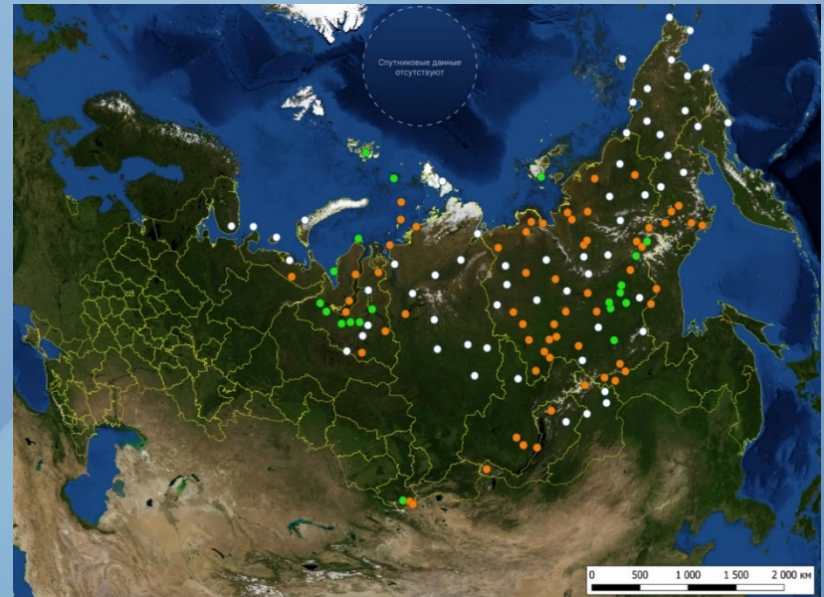 Спутниковые данные
отсутствуют
0 500 1 000 1 500 2 000 км